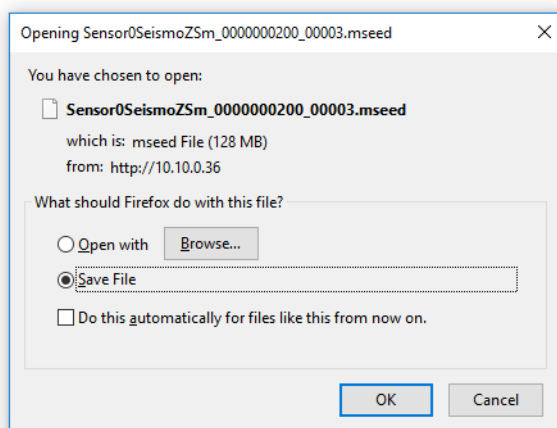 Opening Sensor0SeismoZSm_0000000200_00003.mseed
You have chosen to open:
Sensor0SeismoZSm_0000000200_00003.mseed
which is: mseed File (128 MB)
from: http://10.10.0.36
What should Firefox do with this file?
Open with Browse...
Save File
Do this automatically for files like this from now on.
OK Cancel